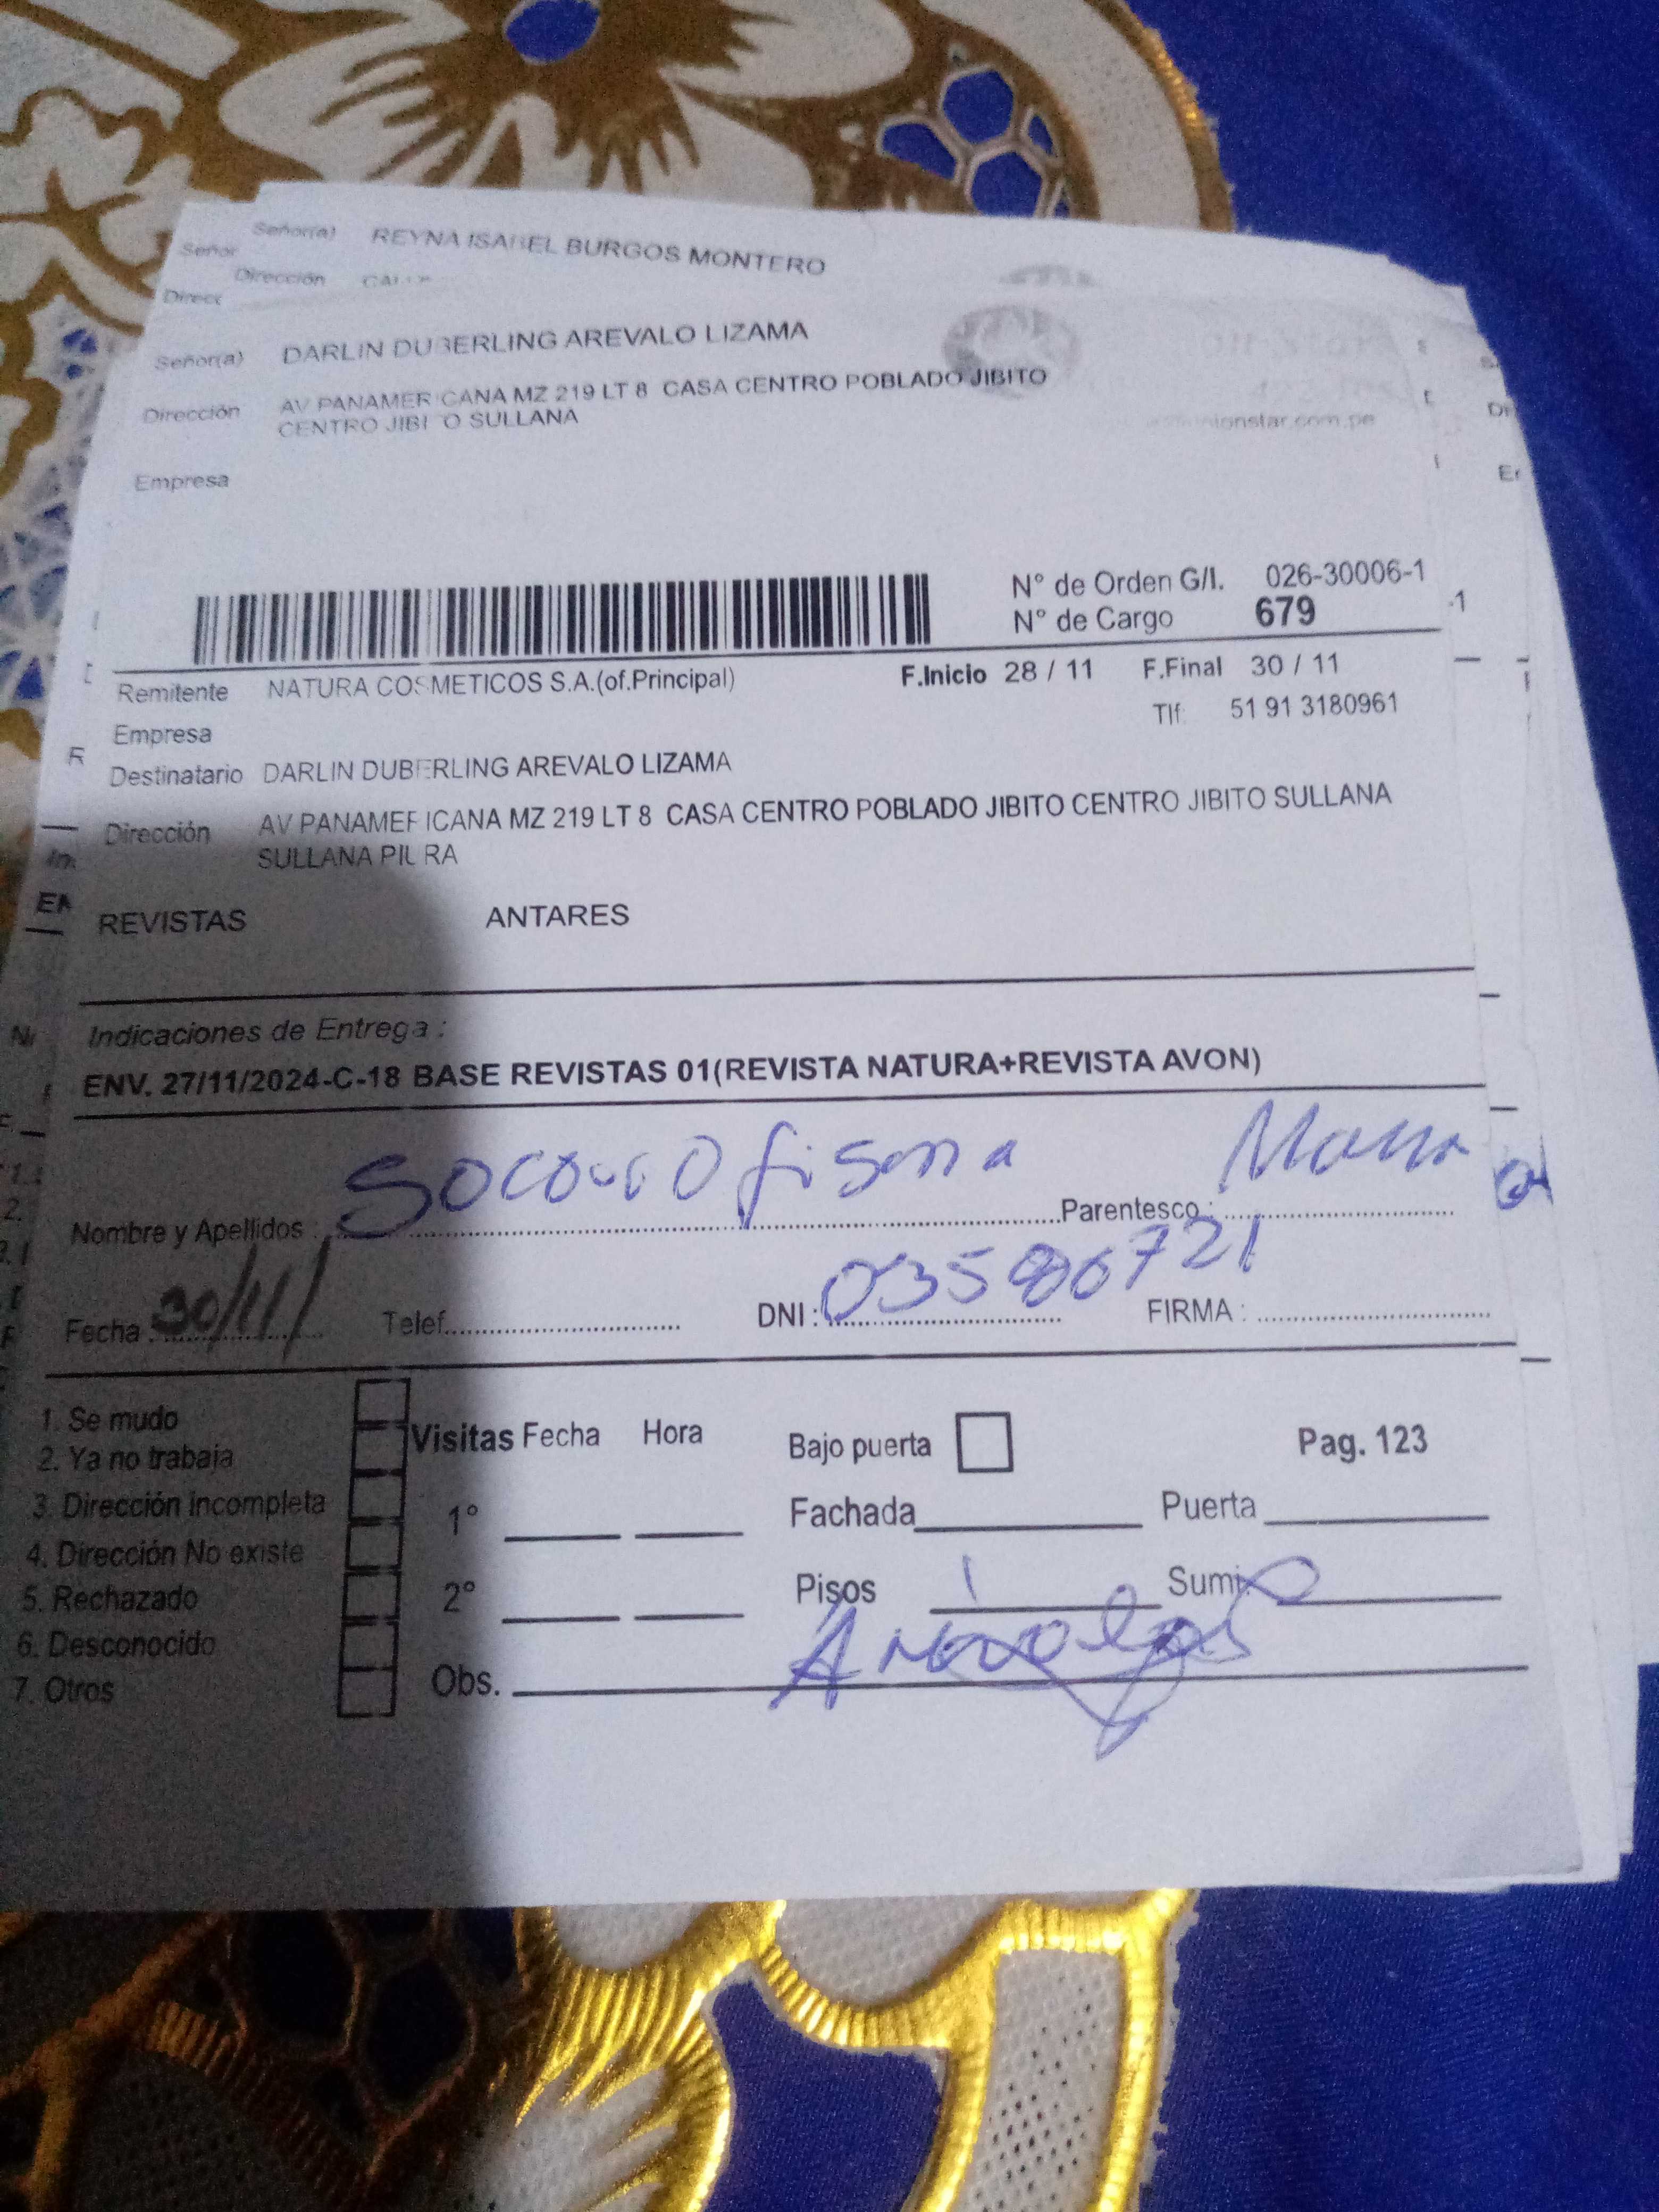 Señor(a) REYNA ISABEL BURGOS MONTERO
Señor
Dirección
Direcc
Señor(a) DARLIN DUBERLING AREVALO LIZAMA
Dirección AV PANAMERICANA MZ 219 LT 8 CASA CENTRO POBLADO JIBITO
CENTRO JIBITO SULLANA
Empresa
N° de Orden G/I. 026-30006-1
N° de Cargo 679
Remitente NATURA COSMETICOS S.A.(of.Principal) F.Inicio 28 / 11 F.Final 30 / 11
Tlf: 51 91 3180961
Empresa
Destinatario DARLIN DUBERLING AREVALO LIZAMA
Dirección AV PANAMERICANA MZ 219 LT 8 CASA CENTRO POBLADO JIBITO CENTRO JIBITO SULLANA
SULLANA PIURA
REVISTAS ANTARES
Indicaciones de Entrega :
ENV. 27/11/2024-C-18 BASE REVISTAS 01(REVISTA NATURA+REVISTA AVON)
Nombre y Apellidos : Parentesco :
Fecha : 30/11/ Telef. DNI : FIRMA :
1. Se mudo
2. Ya no trabaja
3. Dirección incompleta
4. Dirección No existe
5. Rechazado
6. Desconocido
7. Otros
Visitas Fecha Hora
1°
2°
Obs.
Bajo puerta Pag. 123
Fachada Puerta
Pisos 1 Sumi.